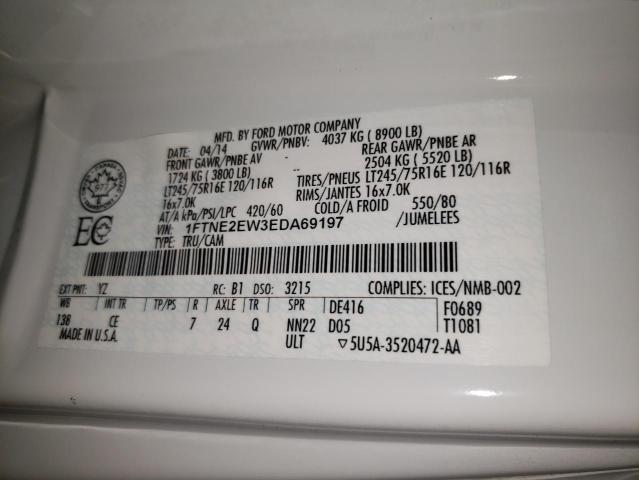 MFD. BY FORD MOTOR COMPANY
DATE: 04/14 GVWR/PNBV: 4037 KG ( 8900 LB)
FRONT GAWR/PNBE AV REAR GAWR/PNBE AR
1724 KG ( 3800 LB) 2504 KG ( 5520 LB)
LT245/75R16E 120/116R TIRES/PNEUS LT245/75R16E 120/116R
16x7.0K RIMS/JANTES 16x7.0K
AT/A kPa/PSI/LPC 420/60 COLD/A FROID 550/80
VIN: 1FTNE2EW3EDA69197 /JUMELEES
TYPE: TRU/CAM
EC
EXT PNT: YZ RC: B1 DSO: 3215 COMPLIES: ICES/NMB-002
WB INT TR TP/PS R AXLE TR SPR DE416 F0689
138 CE 7 24 Q NN22 D05 T1081
MADE IN U.S.A. ULT ▽5U5A-3520472-AA